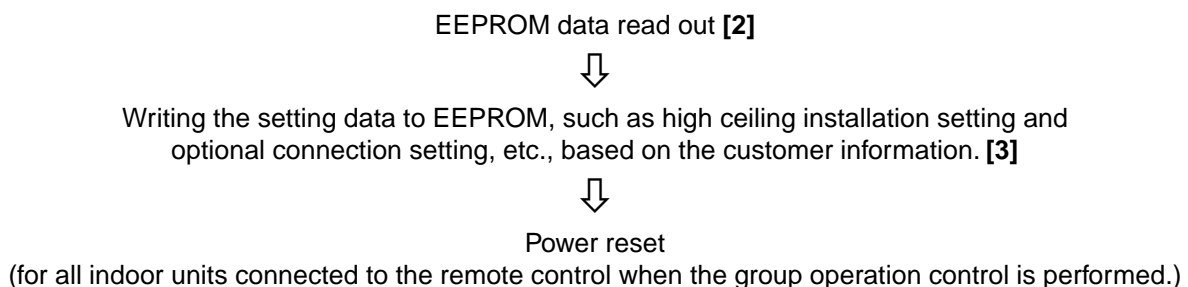 EEPROM data read out [2]
⇩
Writing the setting data to EEPROM, such as high ceiling installation setting and
optional connection setting, etc., based on the customer information. [3]
⇩
Power reset
(for all indoor units connected to the remote control when the group operation control is performed.)